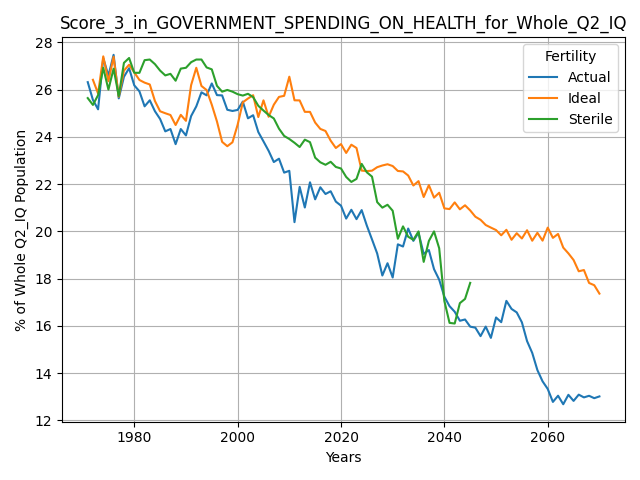 Score_3_in_GOVERNMENT_SPENDING_ON_HEALTH_for_Whole_Q2_IQ
% of Whole Q2_IQ Population
28
26
24
22
20
18
16
14
12
Fertility
Actual
Ideal
Sterile
1980
2000
2020
2040
2060
Years